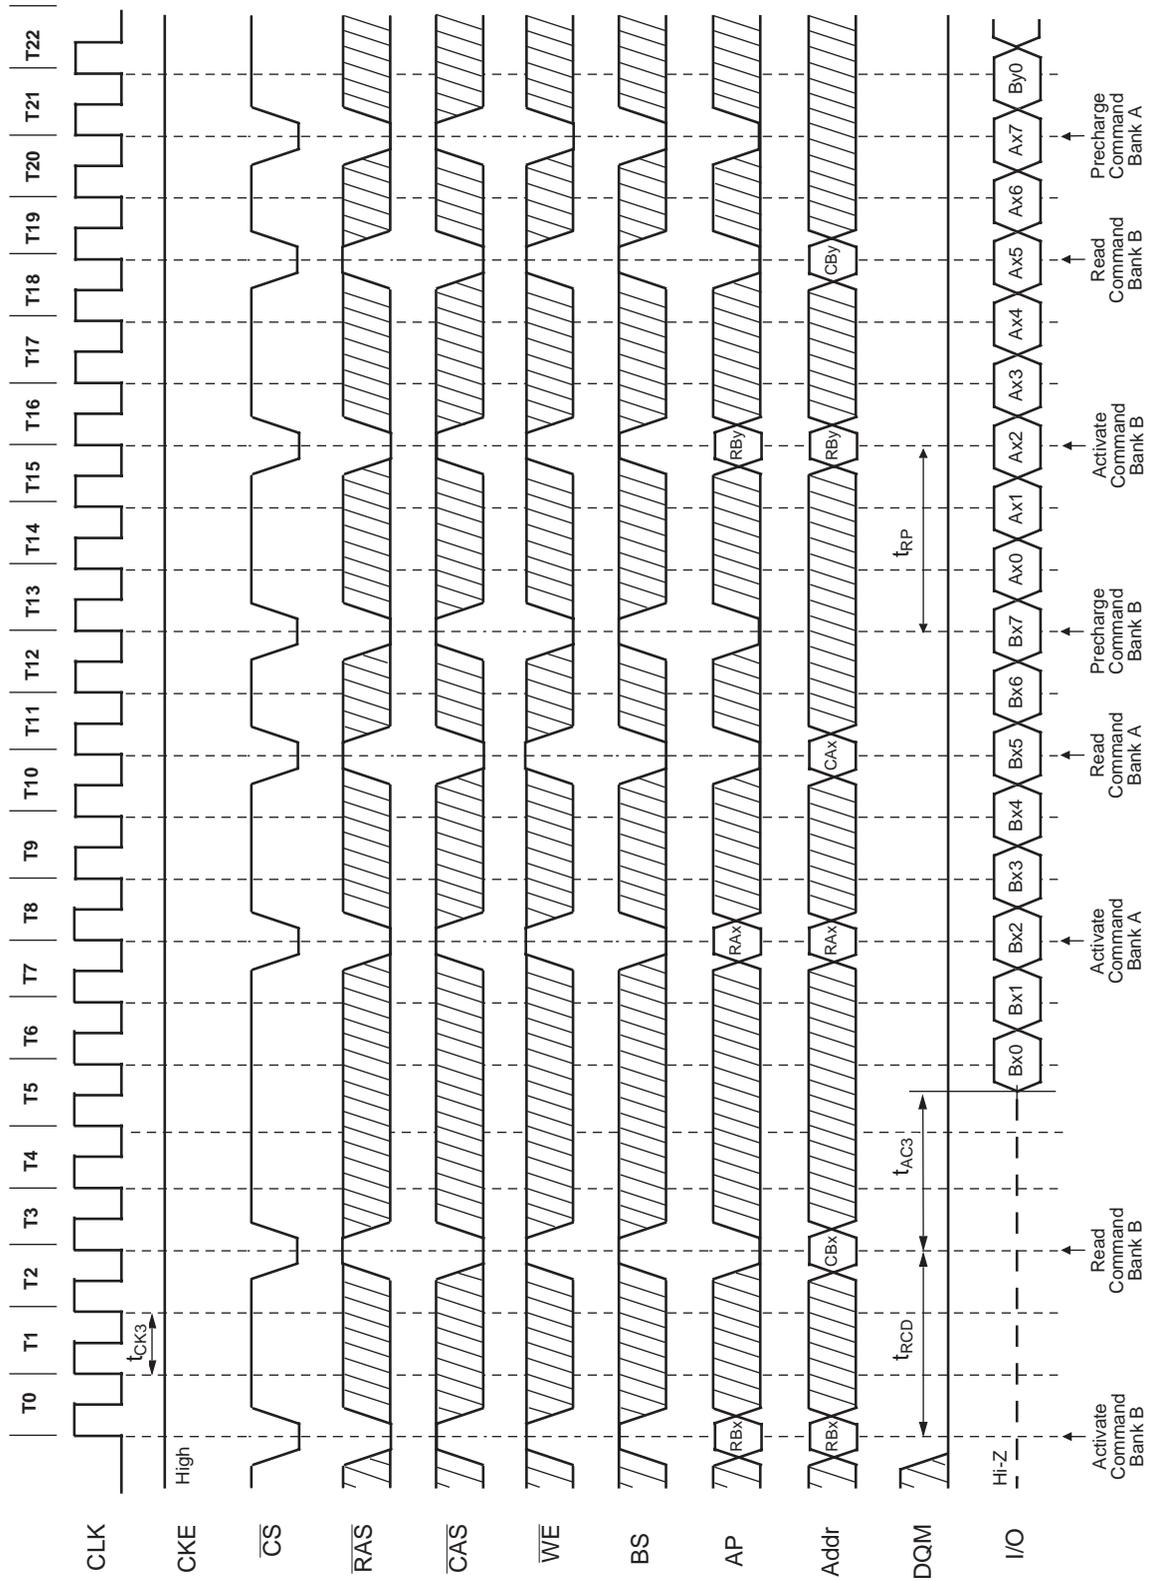 T0 T1 T2 T3 T4 T5 T6 T7 T8 T9 T10 T11 T12 T13 T14 T15 T16 T17 T18 T19 T20 T21 T22
CLK
tCK3
CKE
High
CS
RAS
CAS
WE
BS
AP
RBx RAx RBy
Addr
RBx CBx RAx CAx RBy CBy
DQM
tRCD tAC3 tRP
I/O
Hi-Z
Bx0 Bx1 Bx2 Bx3 Bx4 Bx5 Bx6 Bx7 Ax0 Ax1 Ax2 Ax3 Ax4 Ax5 Ax6 Ax7 By0
Activate
Command
Bank B
Read
Command
Bank B
Activate
Command
Bank A
Read
Command
Bank A
Precharge
Command
Bank B
Activate
Command
Bank B
Read
Command
Bank B
Precharge
Command
Bank A